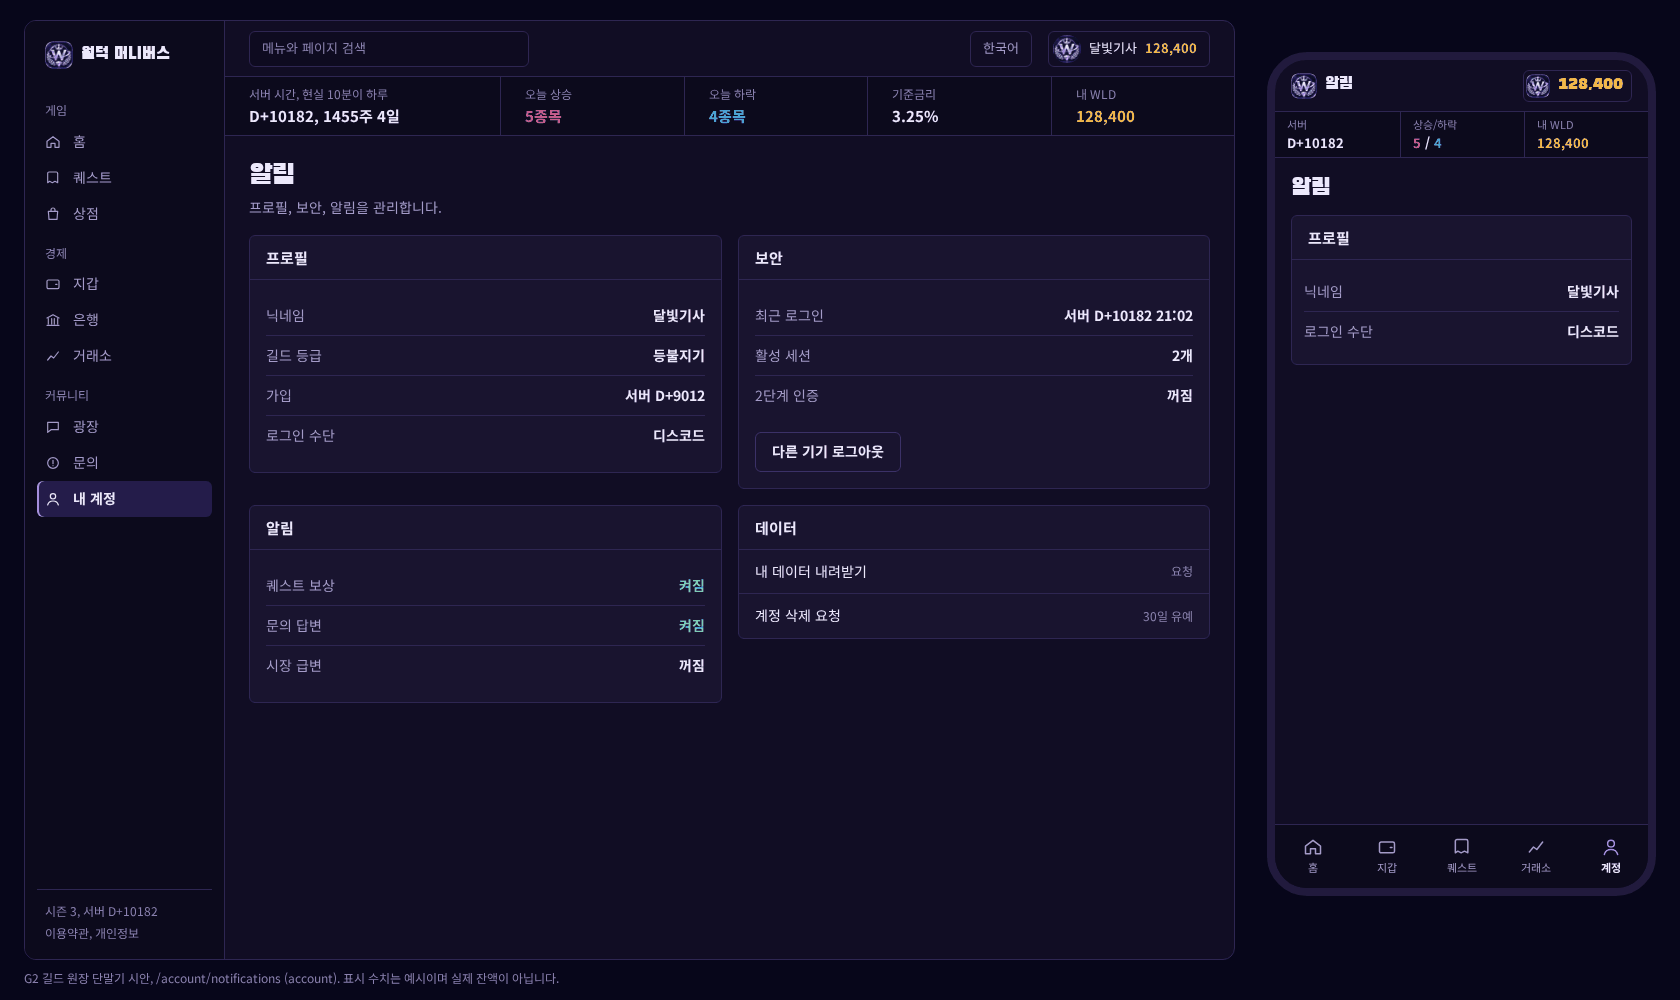 월덕 머니버스
게임
홈
퀘스트
상점
경제
지갑
은행
거래소
커뮤니티
광장
문의
내 계정
시즌 3, 서버 D+10182
이용약관, 개인정보
메뉴와 페이지 검색
한국어
달빛기사 128,400
서버 시간, 현실 10분이 하루
D+10182, 1455주 4일
오늘 상승
5종목
오늘 하락
4종목
기준금리
3.25%
내 WLD
128,400
알림
프로필, 보안, 알림을 관리합니다.
프로필
닉네임 달빛기사
길드 등급 등불지기
가입 서버 D+9012
로그인 수단 디스코드
보안
최근 로그인 서버 D+10182 21:02
활성 세션 2개
2단계 인증 꺼짐
다른 기기 로그아웃
알림
퀘스트 보상 켜짐
문의 답변 켜짐
시장 급변 꺼짐
데이터
내 데이터 내려받기 요청
계정 삭제 요청 30일 유예
알림 128,400
서버
D+10182
상승/하락
5 / 4
내 WLD
128,400
알림
프로필
닉네임 달빛기사
로그인 수단 디스코드
홈 지갑 퀘스트 거래소 계정
G2 길드 원장 단말기 시안, /account/notifications (account). 표시 수치는 예시이며 실제 잔액이 아닙니다.